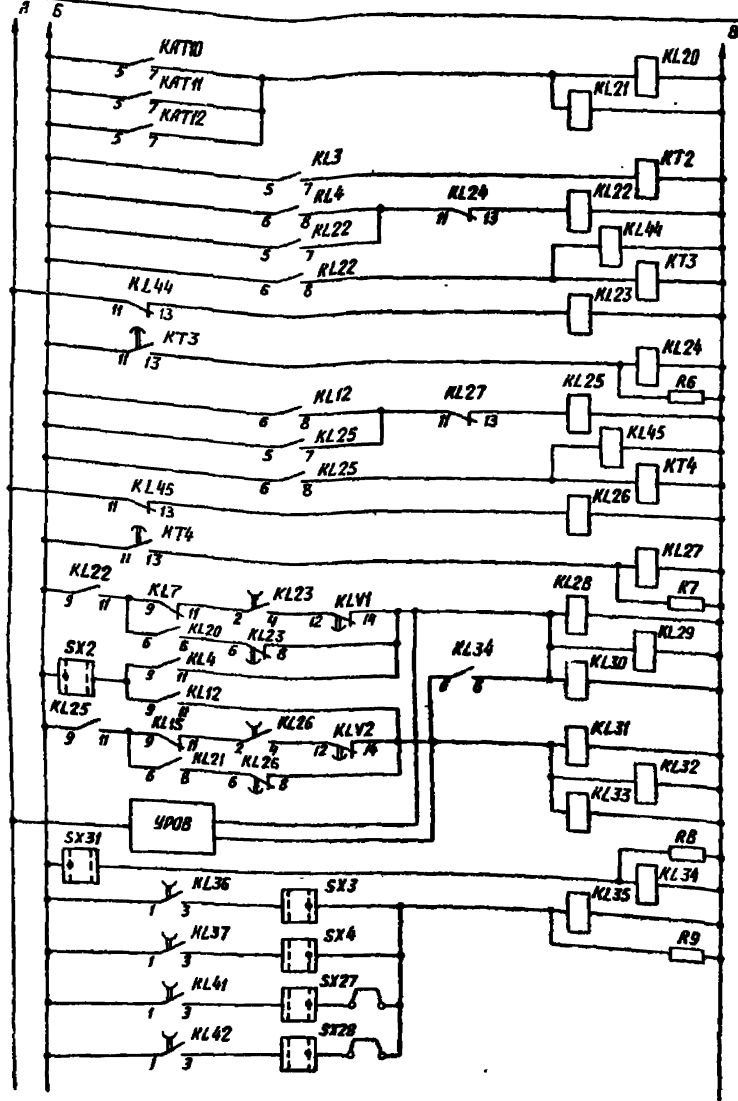 А Б
В
KAT10
5 7
KL20
KAT11
5 7
KL21
KAT12
5 7
KL3
5 7
KT2
KL4
6 8
KL24
11 13
KL22
KL22
5 7
KL44
KL22
6 8
KT3
KL44
11 13
KL23
KT3
11 13
KL24
R6
KL12
6 8
KL27
11 13
KL25
KL25
5 7
KL45
KL25
6 8
KT4
KL45
11 13
KL26
KT4
11 13
KL27
K7
KL22
9 11
KL7
9 11
KL23
2 4
KLV1
12 14
KL28
KL20
6 8
KL23
6 8
KL29
SX2
KL4
9 11
KL34
6 6
KL30
KL12
9 11
KL25
9 11
KL15
9 11
KL26
2 4
KLV2
12 14
KL31
KL21
6 8
KL26
6 8
KL32
KL33
УРОВ
SX31
R8
KL34
KL36
1 3
SX3
KL35
KL37
1 3
SX4
R9
KL41
1 3
SX27
KL42
1 3
SX28